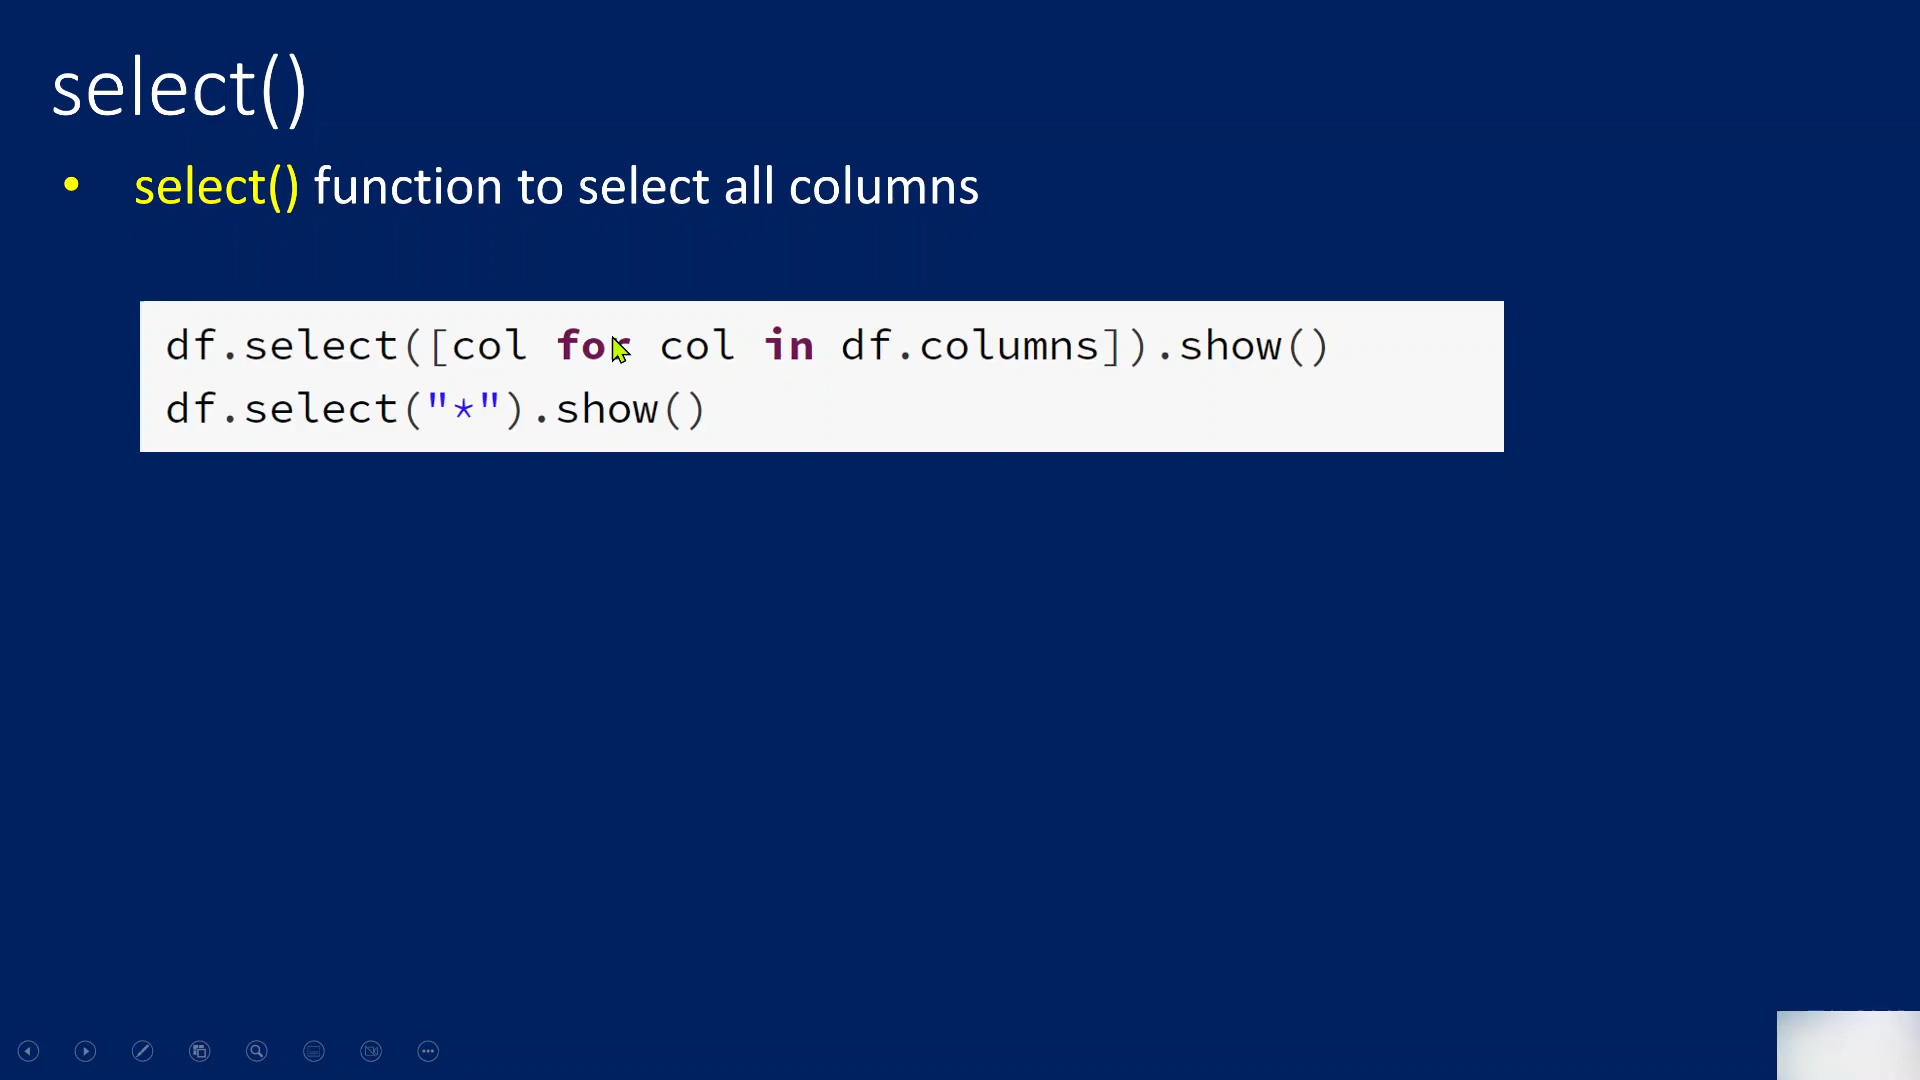 select()
• select() function to select all columns
df.select([col for col in df.columns]).show()
df.select("*").show()